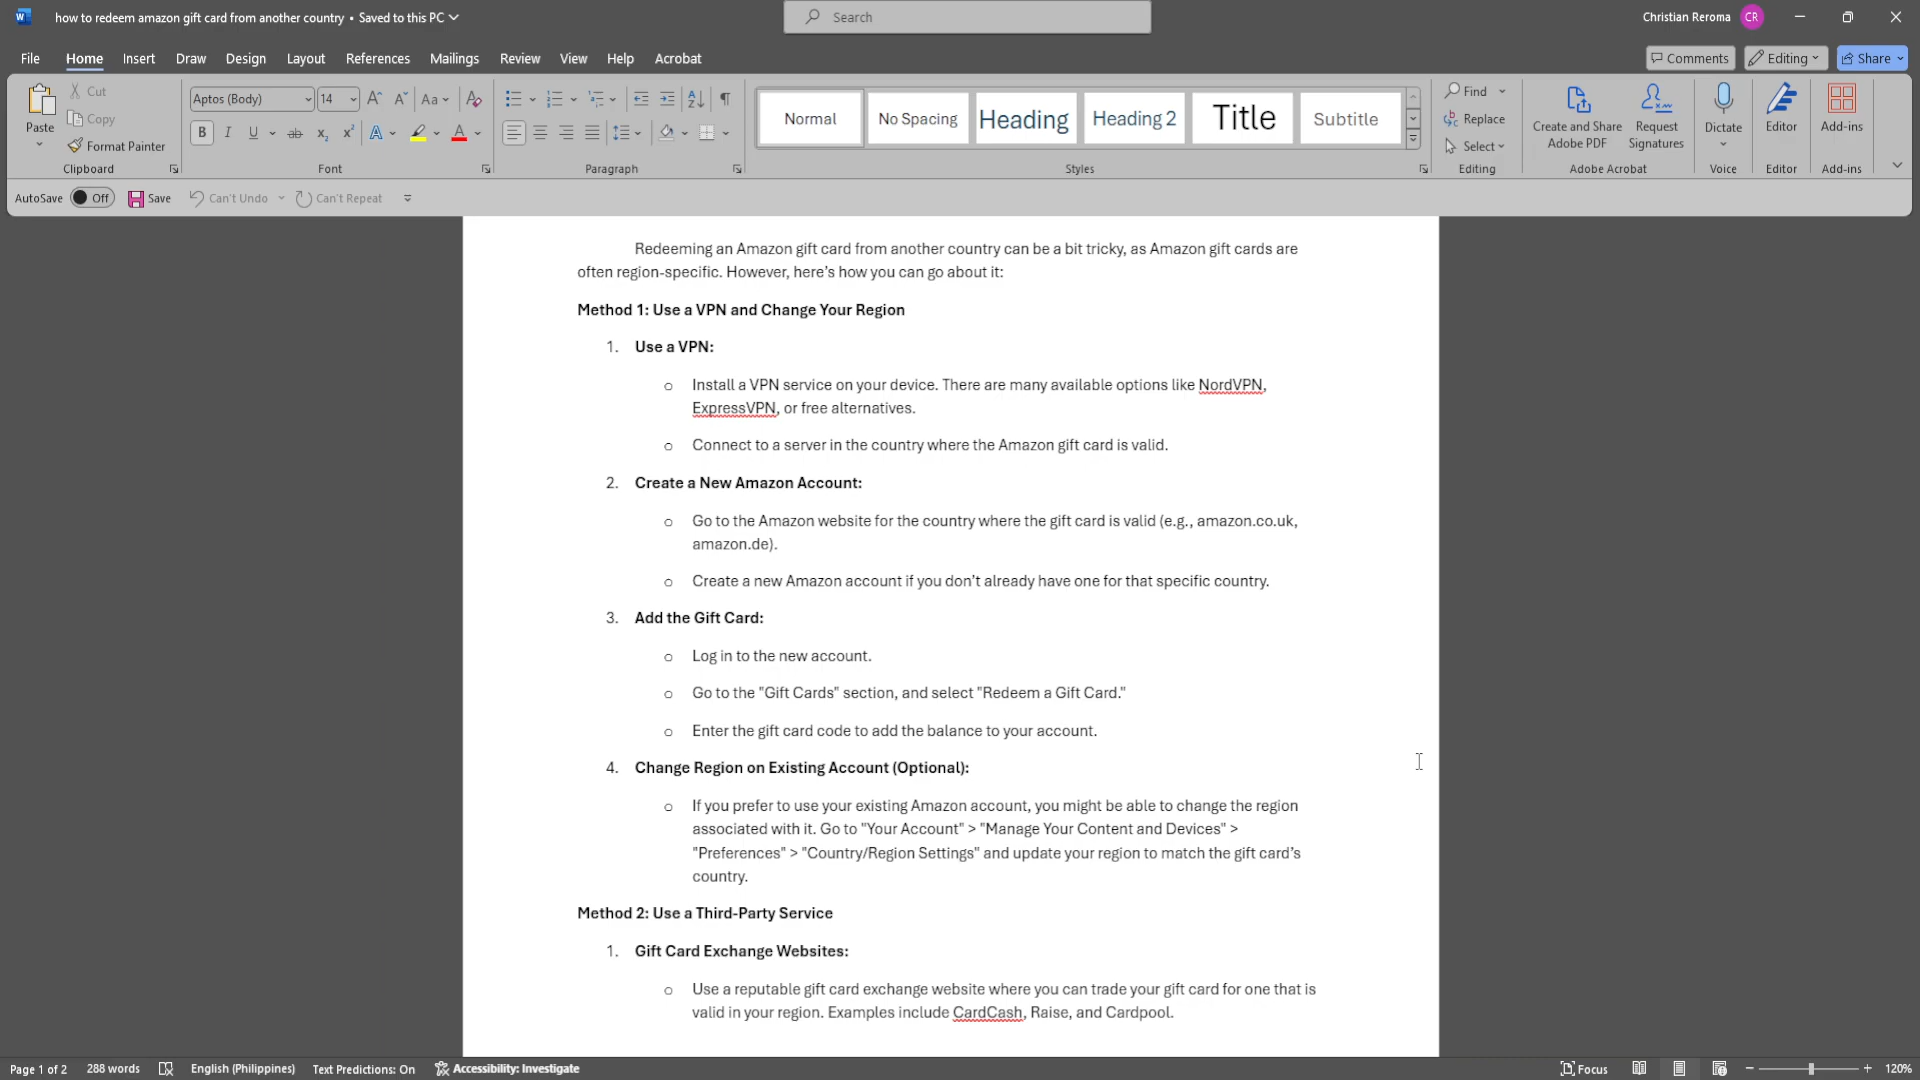 how to redeem amazon gift card from another country • Saved to this PC
Search
Christian Reroma
CR
File Home Insert Draw Design Layout References Mailings Review View Help Acrobat
Comments Editing Share
Paste
Cut
Copy
Format Painter
Clipboard
Aptos (Body) 14
Font
Paragraph
Normal
No Spacing
Heading
Heading 2
Title
Subtitle
Styles
Find
Replace
Select
Editing
Create and Share
Adobe PDF
Request
Signatures
Adobe Acrobat
Dictate
Voice
Editor
Editor
Add-ins
Add-ins
AutoSave Off Save Can't Undo Can't Repeat
Redeeming an Amazon gift card from another country can be a bit tricky, as Amazon gift cards are
often region-specific. However, here’s how you can go about it:
Method 1: Use a VPN and Change Your Region
1. Use a VPN:
o Install a VPN service on your device. There are many available options like NordVPN,
ExpressVPN, or free alternatives.
o Connect to a server in the country where the Amazon gift card is valid.
2. Create a New Amazon Account:
o Go to the Amazon website for the country where the gift card is valid (e.g., amazon.co.uk,
amazon.de).
o Create a new Amazon account if you don’t already have one for that specific country.
3. Add the Gift Card:
o Log in to the new account.
o Go to the "Gift Cards" section, and select "Redeem a Gift Card."
o Enter the gift card code to add the balance to your account.
4. Change Region on Existing Account (Optional):
o If you prefer to use your existing Amazon account, you might be able to change the region
associated with it. Go to "Your Account" > "Manage Your Content and Devices" >
"Preferences" > "Country/Region Settings" and update your region to match the gift card’s
country.
Method 2: Use a Third-Party Service
1. Gift Card Exchange Websites:
o Use a reputable gift card exchange website where you can trade your gift card for one that is
valid in your region. Examples include CardCash, Raise, and Cardpool.
Page 1 of 2 288 words English (Philippines) Text Predictions: On Accessibility: Investigate Focus 120%